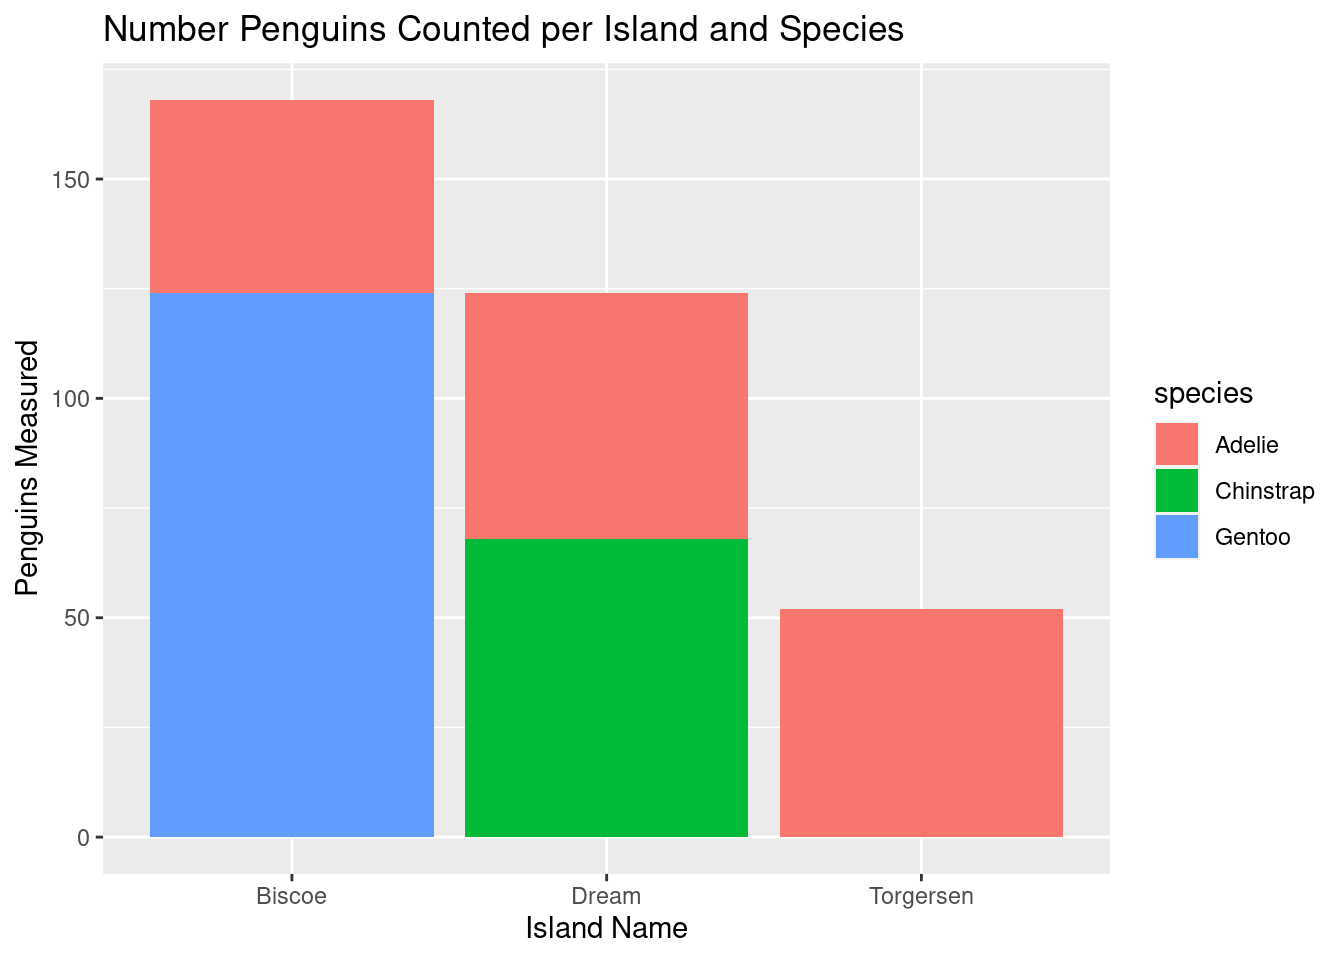 Number Penguins Counted per Island and Species
Penguins Measured
150
100
50
0
Biscoe
Dream
Torgersen
Island Name
species
Adelie
Chinstrap
Gentoo